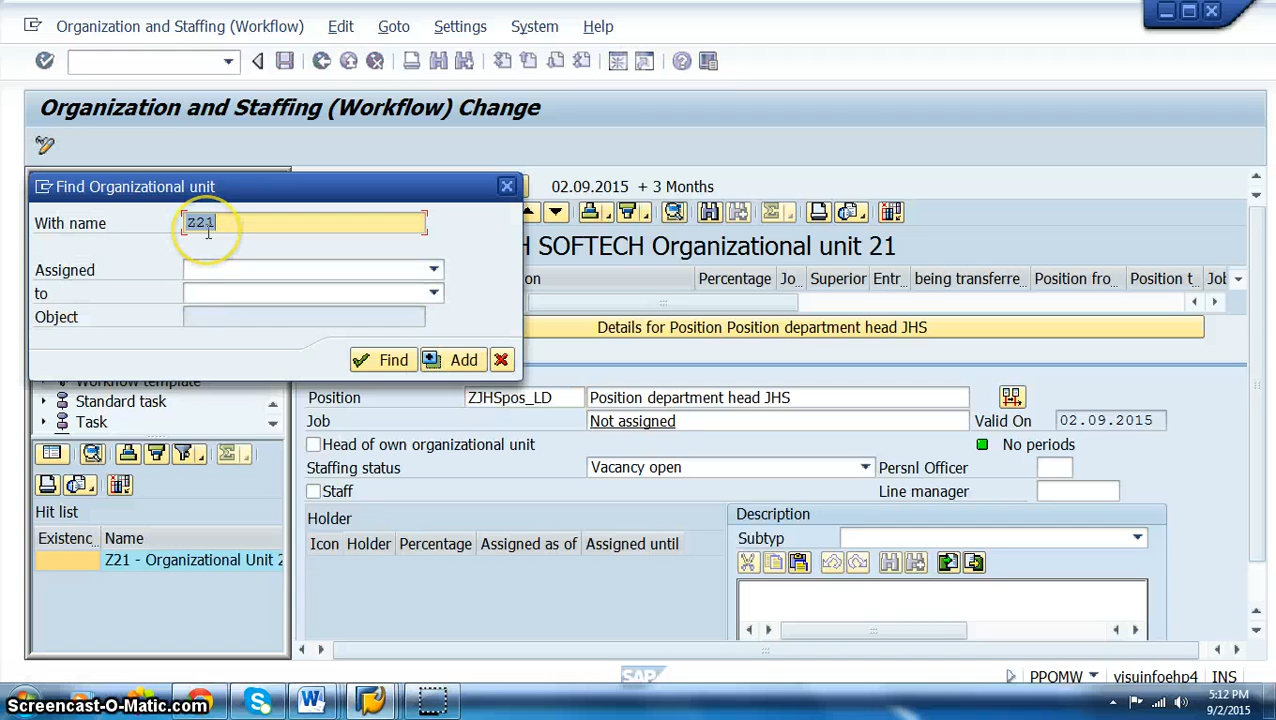 Organization and Staffing (Workflow) Edit Goto Settings System Help
Organization and Staffing (Workflow) Change
Find Organizational unit
02.09.2015 + 3 Months
With name Z21
H SOFTECH Organizational unit 21
Assigned
on Percentage Jo.. Superior Entr.. being transferre.. Position fro.. Position t.. Job
to
Object
Details for Position Position department head JHS
Find Add
Workflow template
Standard task
Task
Position ZJHSpos_LD Position department head JHS
Job Not assigned Valid On 02.09.2015
Head of own organizational unit No periods
Staffing status Vacancy open Persnl Officer
Staff Line manager
Hit list
Holder Description
Existenc.. Name
Icon Holder Percentage Assigned as of Assigned until Subtyp
Z21 - Organizational Unit 2
SAP PPOMW visuinfoehp4 INS
Screencast-O-Matic.com
5:12 PM
9/2/2015